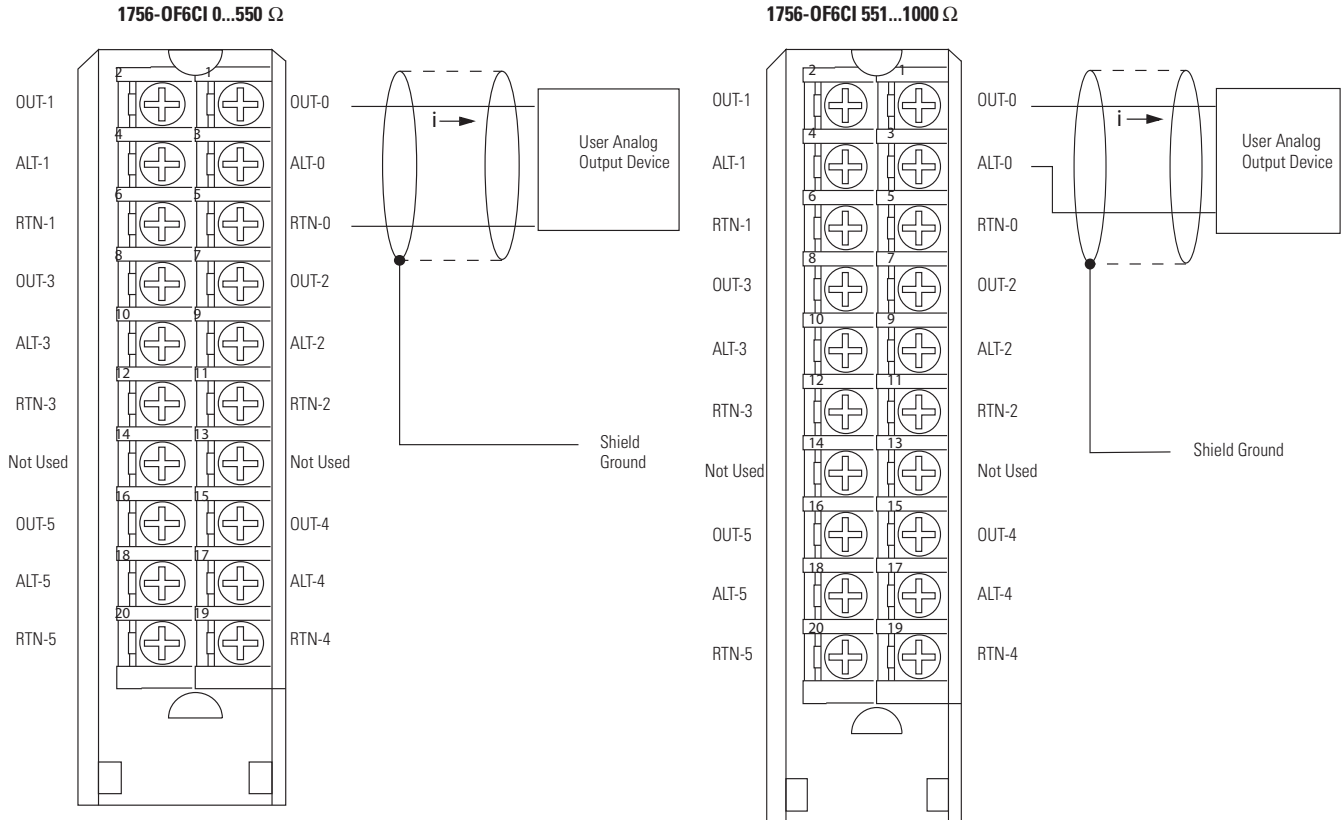 1756-OF6CI 0...550 Ω
2 1
OUT-1 OUT-0
4 3
ALT-1 ALT-0
6 5
RTN-1 RTN-0
8 7
OUT-3 OUT-2
10 9
ALT-3 ALT-2
12 11
RTN-3 RTN-2
14 13
Not Used Not Used
16 15
OUT-5 OUT-4
18 17
ALT-5 ALT-4
20 19
RTN-5 RTN-4
i
User Analog
Output Device
Shield
Ground
1756-OF6CI 551...1000 Ω
2 1
OUT-1 OUT-0
4 3
ALT-1 ALT-0
6 5
RTN-1 RTN-0
8 7
OUT-3 OUT-2
10 9
ALT-3 ALT-2
12 11
RTN-3 RTN-2
14 13
Not Used Not Used
16 15
OUT-5 OUT-4
18 17
ALT-5 ALT-4
20 19
RTN-5 RTN-4
i
User Analog
Output Device
Shield Ground